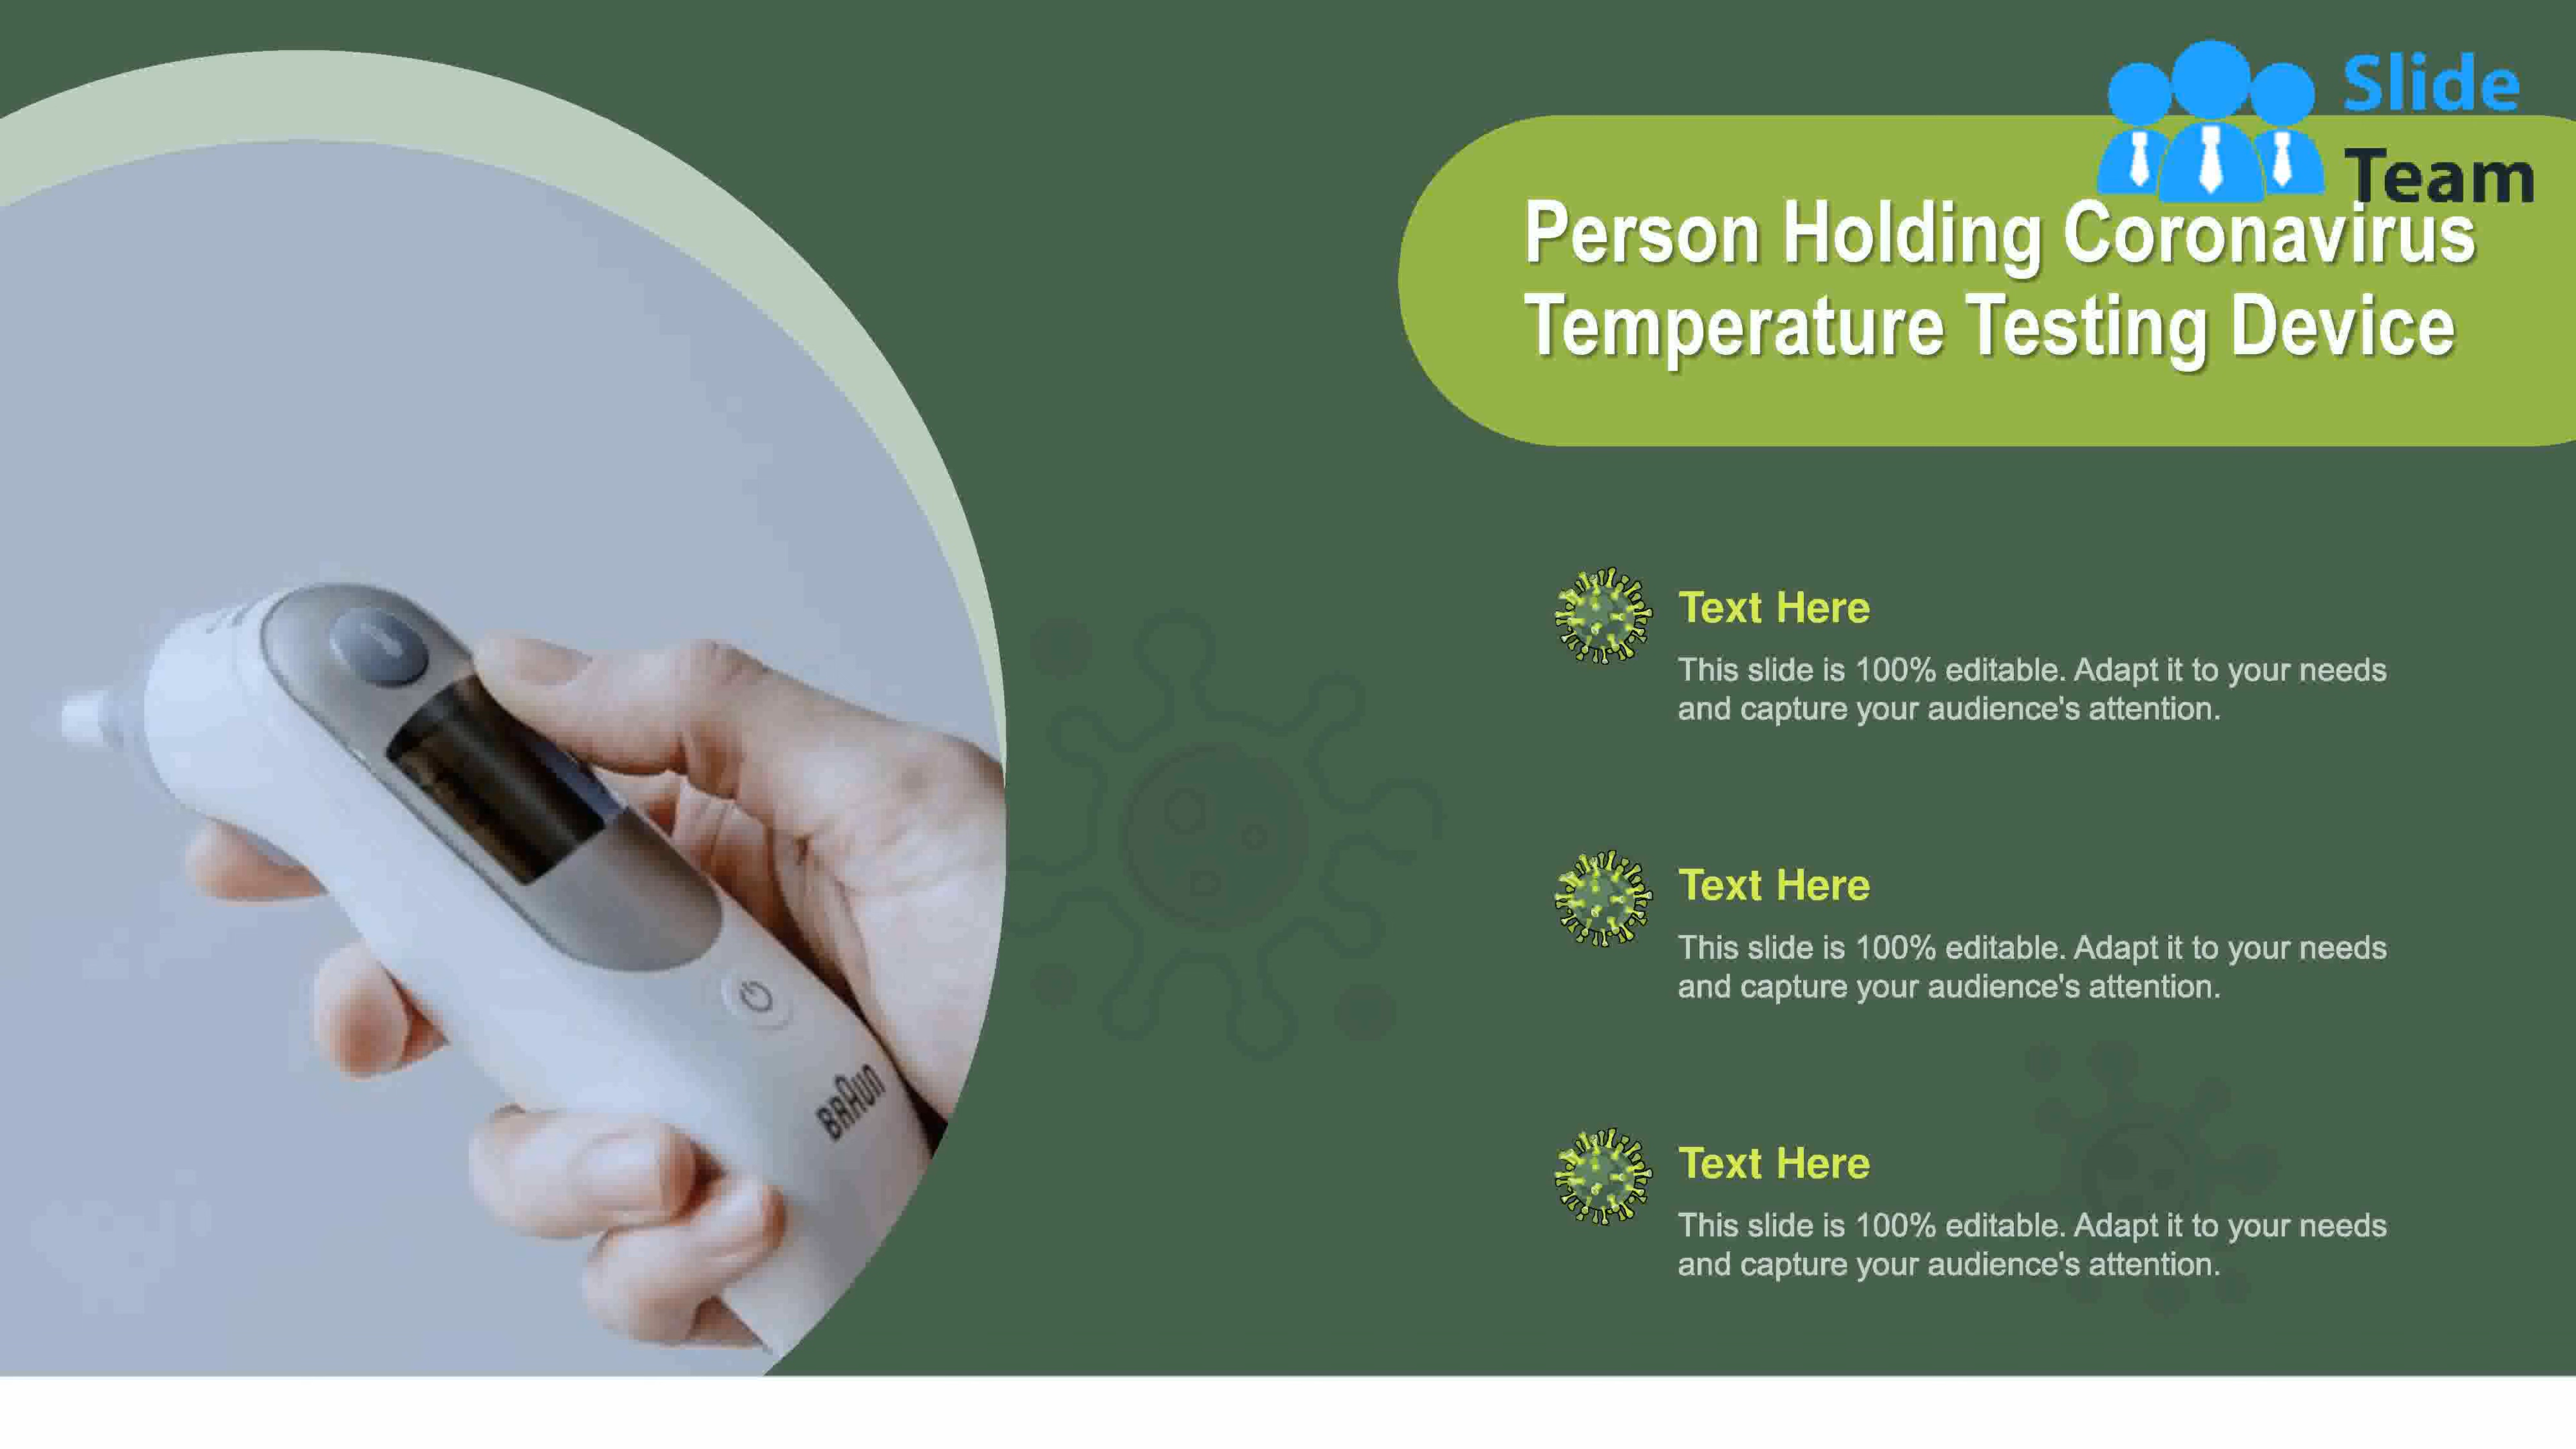 Slide
Team
Person Holding Coronavirus
Temperature Testing Device
Text Here
This slide is 100% editable. Adapt it to your needs
and capture your audience's attention.
Text Here
This slide is 100% editable. Adapt it to your needs
and capture your audience's attention.
Text Here
This slide is 100% editable. Adapt it to your needs
and capture your audience's attention.
BRAUN